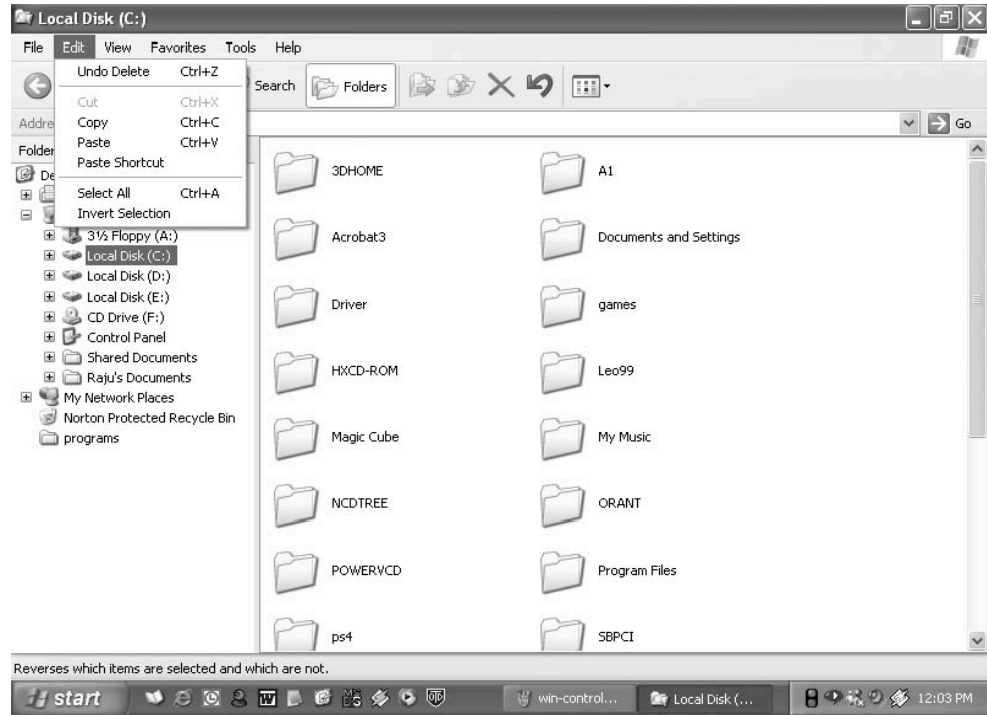 Local Disk (C:)
File Edit View Favorites Tools Help
Undo Delete Ctrl+Z
Cut Ctrl+X
Copy Ctrl+C
Paste Ctrl+V
Paste Shortcut
Select All Ctrl+A
Invert Selection
Search Folders
Addre
Go
Folder
De
3½ Floppy (A:)
Local Disk (C:)
Local Disk (D:)
Local Disk (E:)
CD Drive (F:)
Control Panel
Shared Documents
Raju's Documents
My Network Places
Norton Protected Recycle Bin
programs
3DHOME A1
Acrobat3 Documents and Settings
Driver games
HXCD-ROM Leo99
Magic Cube My Music
NCDTREE ORANT
POWERVCD Program Files
ps4 SBPCI
Reverses which items are selected and which are not.
start win-control... Local Disk (... 12:03 PM